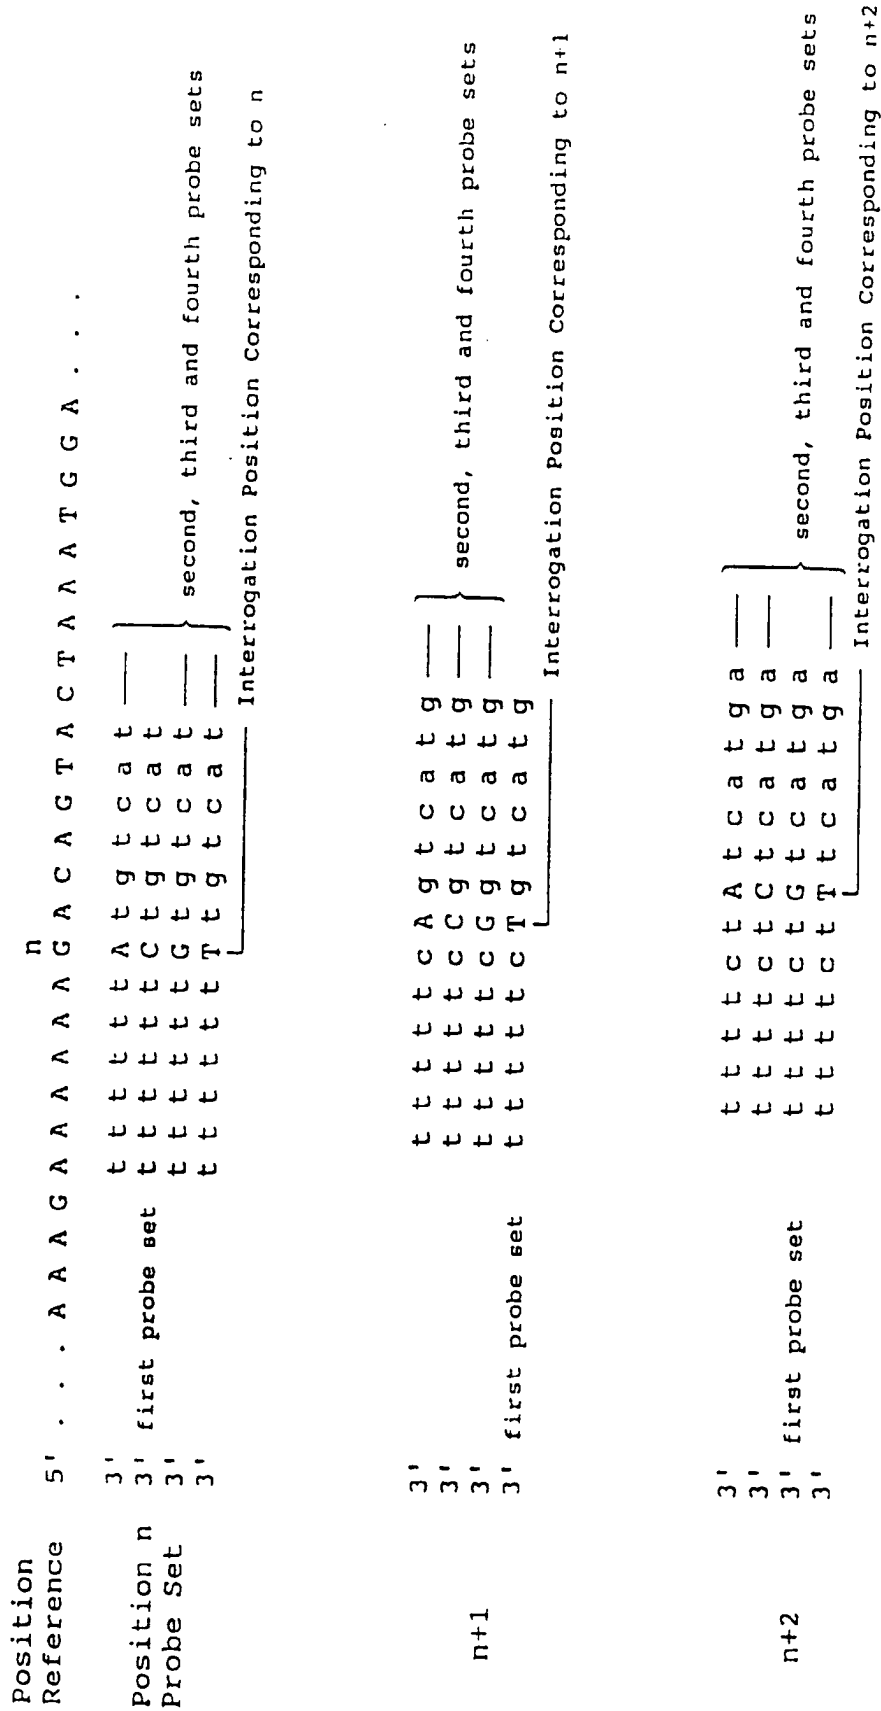 Position n
Reference 5' . . . A A A G A A A A A A G A C A G T A C T A A A T G G A . . .
Position n 3' t t t t t t A t g t c a t
Probe Set 3' first probe set t t t t t t C t g t c a t
3' t t t t t t G t g t c a t second, third and fourth probe sets
3' t t t t t t T t g t c a t
Interrogation Position Corresponding to n
3' t t t t t c A g t c a t g
3' t t t t t c C g t c a t g second, third and fourth probe sets
n+1 3' t t t t t c G g t c a t g
3' first probe set t t t t t c T g t c a t g
Interrogation Position Corresponding to n+1
3' t t t t c t A t c a t g a
3' t t t t c t C t c a t g a
n+2 3' first probe set t t t t c t G t c a t g a second, third and fourth probe sets
3' t t t t c t T t c a t g a
Interrogation Position Corresponding to n+2